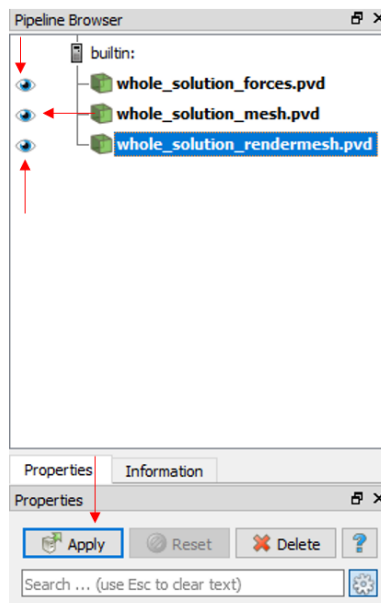 Pipeline Browser
builtin:
whole_solution_forces.pvd
whole_solution_mesh.pvd
whole_solution_rendermesh.pvd
Properties Information
Properties
Apply Reset Delete ?
Search ... (use Esc to clear text)